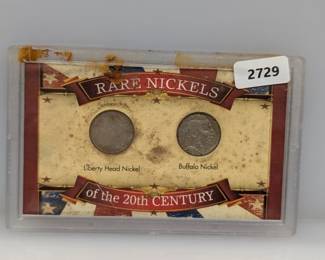 2729
RARE NICKELS
Liberty Head Nickel
Buffalo Nickel
of the 20th CENTURY